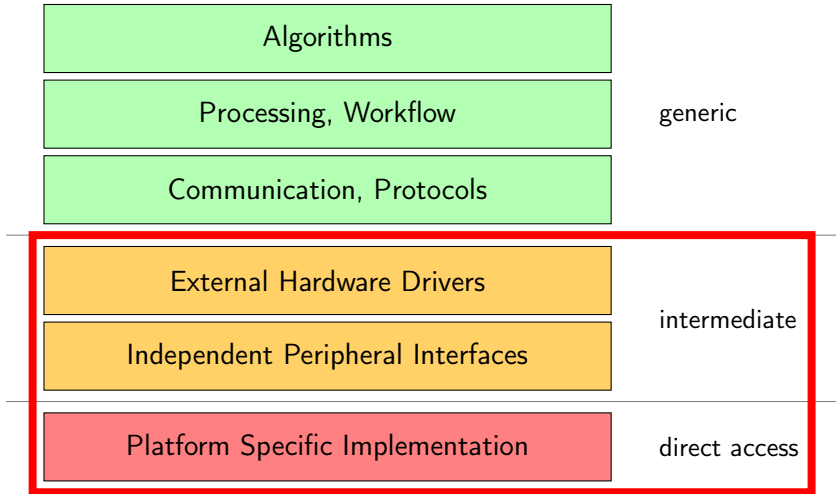 Algorithms
Processing, Workflow
generic
Communication, Protocols
External Hardware Drivers
intermediate
Independent Peripheral Interfaces
Platform Specific Implementation
direct access